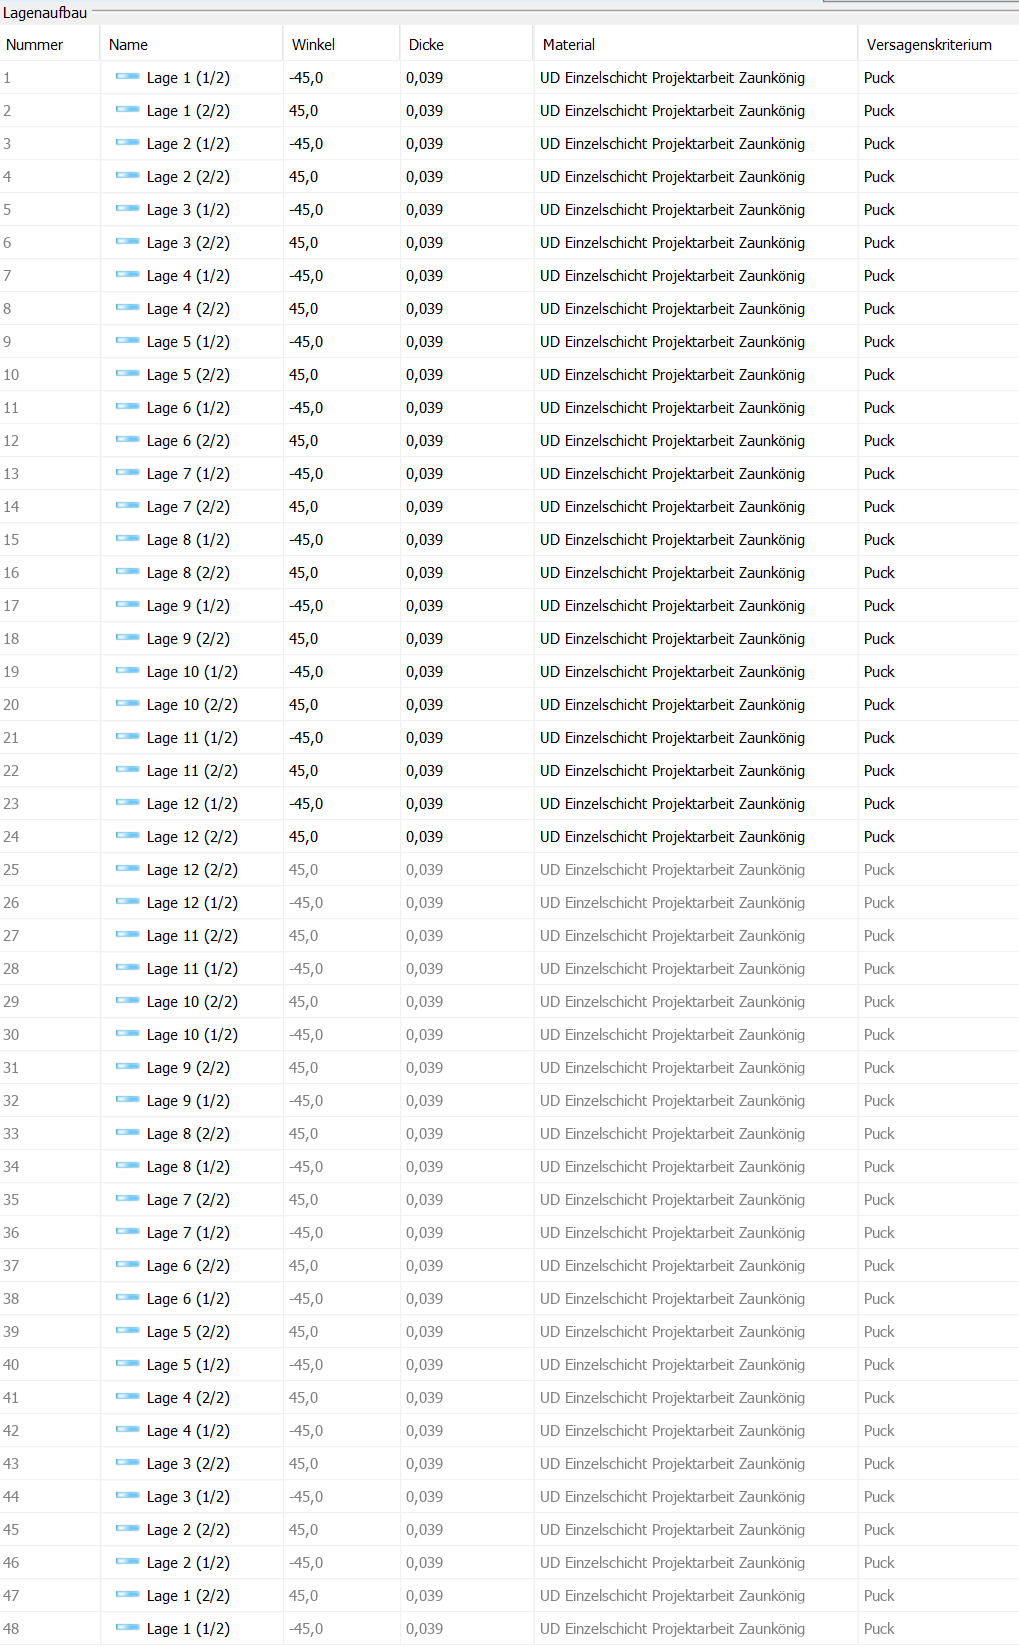 Lagenaufbau
Nummer Name Winkel Dicke Material Versagenskriterium
1 Lage 1 (1/2) -45,0 0,039 UD Einzelschicht Projektarbeit Zaunkönig Puck
2 Lage 1 (2/2) 45,0 0,039 UD Einzelschicht Projektarbeit Zaunkönig Puck
3 Lage 2 (1/2) -45,0 0,039 UD Einzelschicht Projektarbeit Zaunkönig Puck
4 Lage 2 (2/2) 45,0 0,039 UD Einzelschicht Projektarbeit Zaunkönig Puck
5 Lage 3 (1/2) -45,0 0,039 UD Einzelschicht Projektarbeit Zaunkönig Puck
6 Lage 3 (2/2) 45,0 0,039 UD Einzelschicht Projektarbeit Zaunkönig Puck
7 Lage 4 (1/2) -45,0 0,039 UD Einzelschicht Projektarbeit Zaunkönig Puck
8 Lage 4 (2/2) 45,0 0,039 UD Einzelschicht Projektarbeit Zaunkönig Puck
9 Lage 5 (1/2) -45,0 0,039 UD Einzelschicht Projektarbeit Zaunkönig Puck
10 Lage 5 (2/2) 45,0 0,039 UD Einzelschicht Projektarbeit Zaunkönig Puck
11 Lage 6 (1/2) -45,0 0,039 UD Einzelschicht Projektarbeit Zaunkönig Puck
12 Lage 6 (2/2) 45,0 0,039 UD Einzelschicht Projektarbeit Zaunkönig Puck
13 Lage 7 (1/2) -45,0 0,039 UD Einzelschicht Projektarbeit Zaunkönig Puck
14 Lage 7 (2/2) 45,0 0,039 UD Einzelschicht Projektarbeit Zaunkönig Puck
15 Lage 8 (1/2) -45,0 0,039 UD Einzelschicht Projektarbeit Zaunkönig Puck
16 Lage 8 (2/2) 45,0 0,039 UD Einzelschicht Projektarbeit Zaunkönig Puck
17 Lage 9 (1/2) -45,0 0,039 UD Einzelschicht Projektarbeit Zaunkönig Puck
18 Lage 9 (2/2) 45,0 0,039 UD Einzelschicht Projektarbeit Zaunkönig Puck
19 Lage 10 (1/2) -45,0 0,039 UD Einzelschicht Projektarbeit Zaunkönig Puck
20 Lage 10 (2/2) 45,0 0,039 UD Einzelschicht Projektarbeit Zaunkönig Puck
21 Lage 11 (1/2) -45,0 0,039 UD Einzelschicht Projektarbeit Zaunkönig Puck
22 Lage 11 (2/2) 45,0 0,039 UD Einzelschicht Projektarbeit Zaunkönig Puck
23 Lage 12 (1/2) -45,0 0,039 UD Einzelschicht Projektarbeit Zaunkönig Puck
24 Lage 12 (2/2) 45,0 0,039 UD Einzelschicht Projektarbeit Zaunkönig Puck
25 Lage 12 (2/2) 45,0 0,039 UD Einzelschicht Projektarbeit Zaunkönig Puck
26 Lage 12 (1/2) -45,0 0,039 UD Einzelschicht Projektarbeit Zaunkönig Puck
27 Lage 11 (2/2) 45,0 0,039 UD Einzelschicht Projektarbeit Zaunkönig Puck
28 Lage 11 (1/2) -45,0 0,039 UD Einzelschicht Projektarbeit Zaunkönig Puck
29 Lage 10 (2/2) 45,0 0,039 UD Einzelschicht Projektarbeit Zaunkönig Puck
30 Lage 10 (1/2) -45,0 0,039 UD Einzelschicht Projektarbeit Zaunkönig Puck
31 Lage 9 (2/2) 45,0 0,039 UD Einzelschicht Projektarbeit Zaunkönig Puck
32 Lage 9 (1/2) -45,0 0,039 UD Einzelschicht Projektarbeit Zaunkönig Puck
33 Lage 8 (2/2) 45,0 0,039 UD Einzelschicht Projektarbeit Zaunkönig Puck
34 Lage 8 (1/2) -45,0 0,039 UD Einzelschicht Projektarbeit Zaunkönig Puck
35 Lage 7 (2/2) 45,0 0,039 UD Einzelschicht Projektarbeit Zaunkönig Puck
36 Lage 7 (1/2) -45,0 0,039 UD Einzelschicht Projektarbeit Zaunkönig Puck
37 Lage 6 (2/2) 45,0 0,039 UD Einzelschicht Projektarbeit Zaunkönig Puck
38 Lage 6 (1/2) -45,0 0,039 UD Einzelschicht Projektarbeit Zaunkönig Puck
39 Lage 5 (2/2) 45,0 0,039 UD Einzelschicht Projektarbeit Zaunkönig Puck
40 Lage 5 (1/2) -45,0 0,039 UD Einzelschicht Projektarbeit Zaunkönig Puck
41 Lage 4 (2/2) 45,0 0,039 UD Einzelschicht Projektarbeit Zaunkönig Puck
42 Lage 4 (1/2) -45,0 0,039 UD Einzelschicht Projektarbeit Zaunkönig Puck
43 Lage 3 (2/2) 45,0 0,039 UD Einzelschicht Projektarbeit Zaunkönig Puck
44 Lage 3 (1/2) -45,0 0,039 UD Einzelschicht Projektarbeit Zaunkönig Puck
45 Lage 2 (2/2) 45,0 0,039 UD Einzelschicht Projektarbeit Zaunkönig Puck
46 Lage 2 (1/2) -45,0 0,039 UD Einzelschicht Projektarbeit Zaunkönig Puck
47 Lage 1 (2/2) 45,0 0,039 UD Einzelschicht Projektarbeit Zaunkönig Puck
48 Lage 1 (1/2) -45,0 0,039 UD Einzelschicht Projektarbeit Zaunkönig Puck